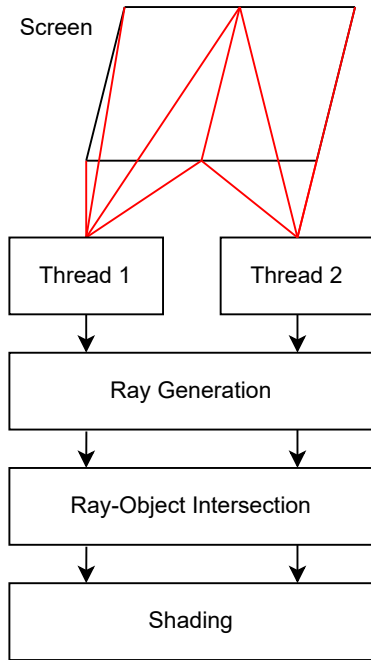 Screen
Thread 1
Thread 2
Ray Generation
Ray-Object Intersection
Shading